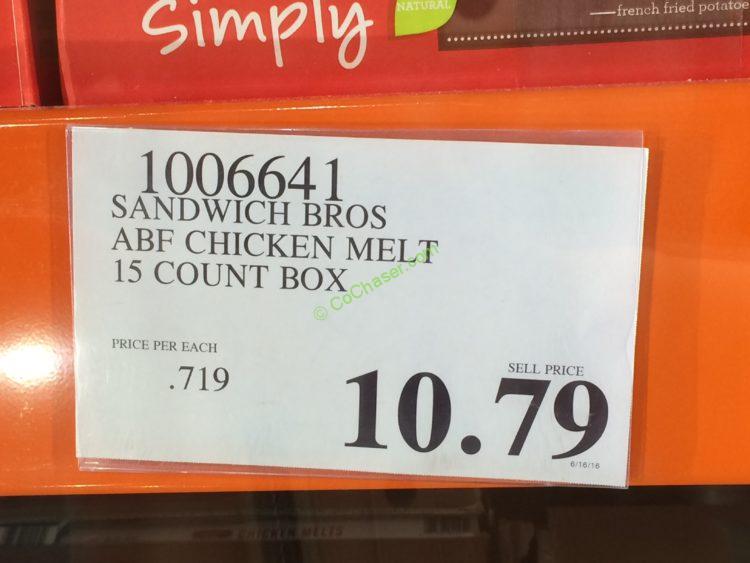 Simply
NATURAL
french fried potatoe
1006641
SANDWICH BROS
ABF CHICKEN MELT
15 COUNT BOX
© CoChaser.com
PRICE PER EACH
.719
SELL PRICE
10.79
6/16/16
CHICKEN MELTS